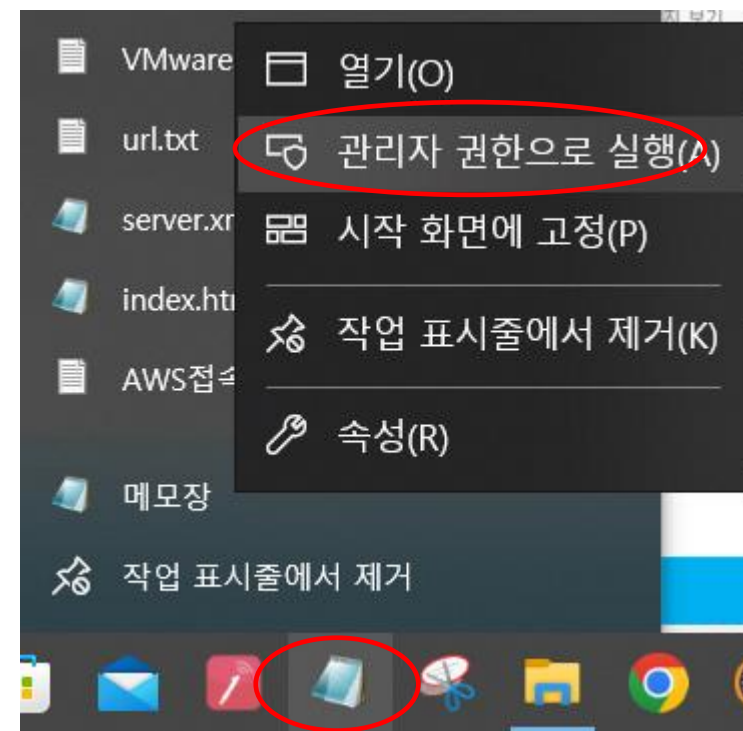 VMware
url.txt
server.xm
index.htm
AWS접속
메모장
작업 표시줄에서 제거
열기(O)
관리자 권한으로 실행(A)
시작 화면에 고정(P)
작업 표시줄에서 제거(K)
속성(R)